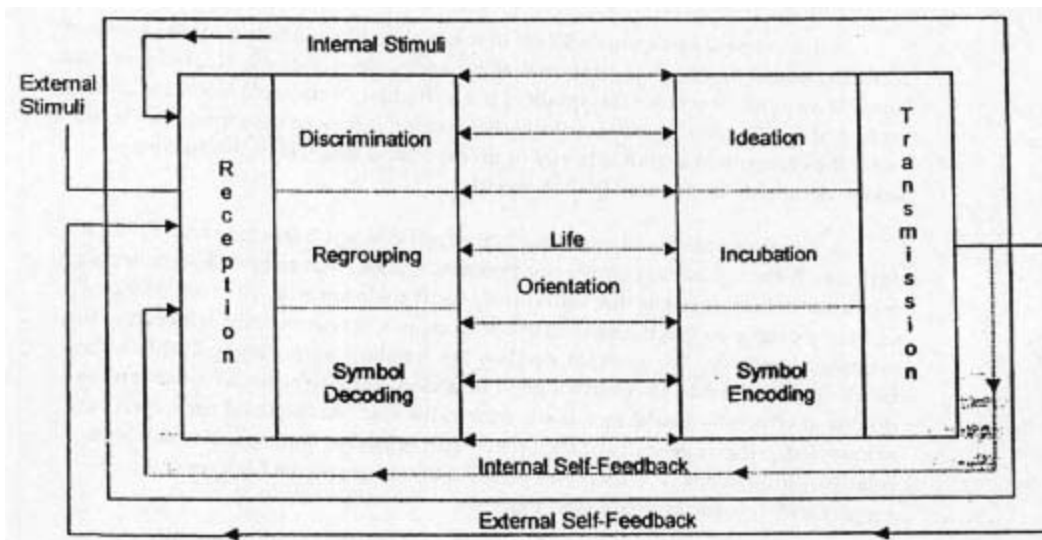 Internal Stimuli
External
Stimuli
Discrimination
Ideation
Reception
Transmission
Life
Regrouping
Incubation
Orientation
Symbol
Decoding
Symbol
Encoding
Internal Self-Feedback
External Self-Feedback